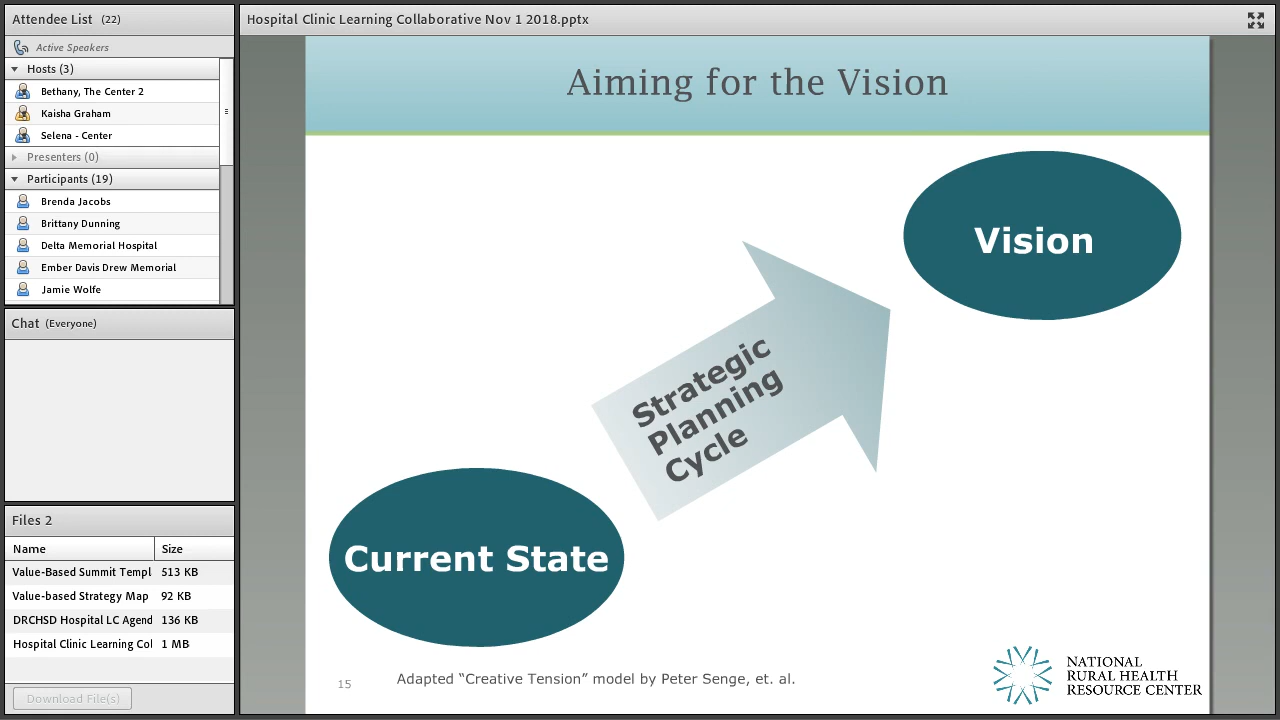 Attendee List (22)
Active Speakers
Hosts (3)
Bethany, The Center 2
Kaisha Graham
Selena - Center
Presenters (0)
Participants (19)
Brenda Jacobs
Brittany Dunning
Delta Memorial Hospital
Ember Davis Drew Memorial
Jamie Wolfe
Chat (Everyone)
Files 2
Name Size
Value-Based Summit Templ 513 KB
Value-based Strategy Map 92 KB
DRCHSD Hospital LC Agend 136 KB
Hospital Clinic Learning Col 1 MB
Download File(s)
Hospital Clinic Learning Collaborative Nov 1 2018.pptx
Aiming for the Vision
Vision
Strategic
Planning
Cycle
Current State
15
Adapted “Creative Tension” model by Peter Senge, et. al.
NATIONAL
RURAL HEALTH
RESOURCE CENTER